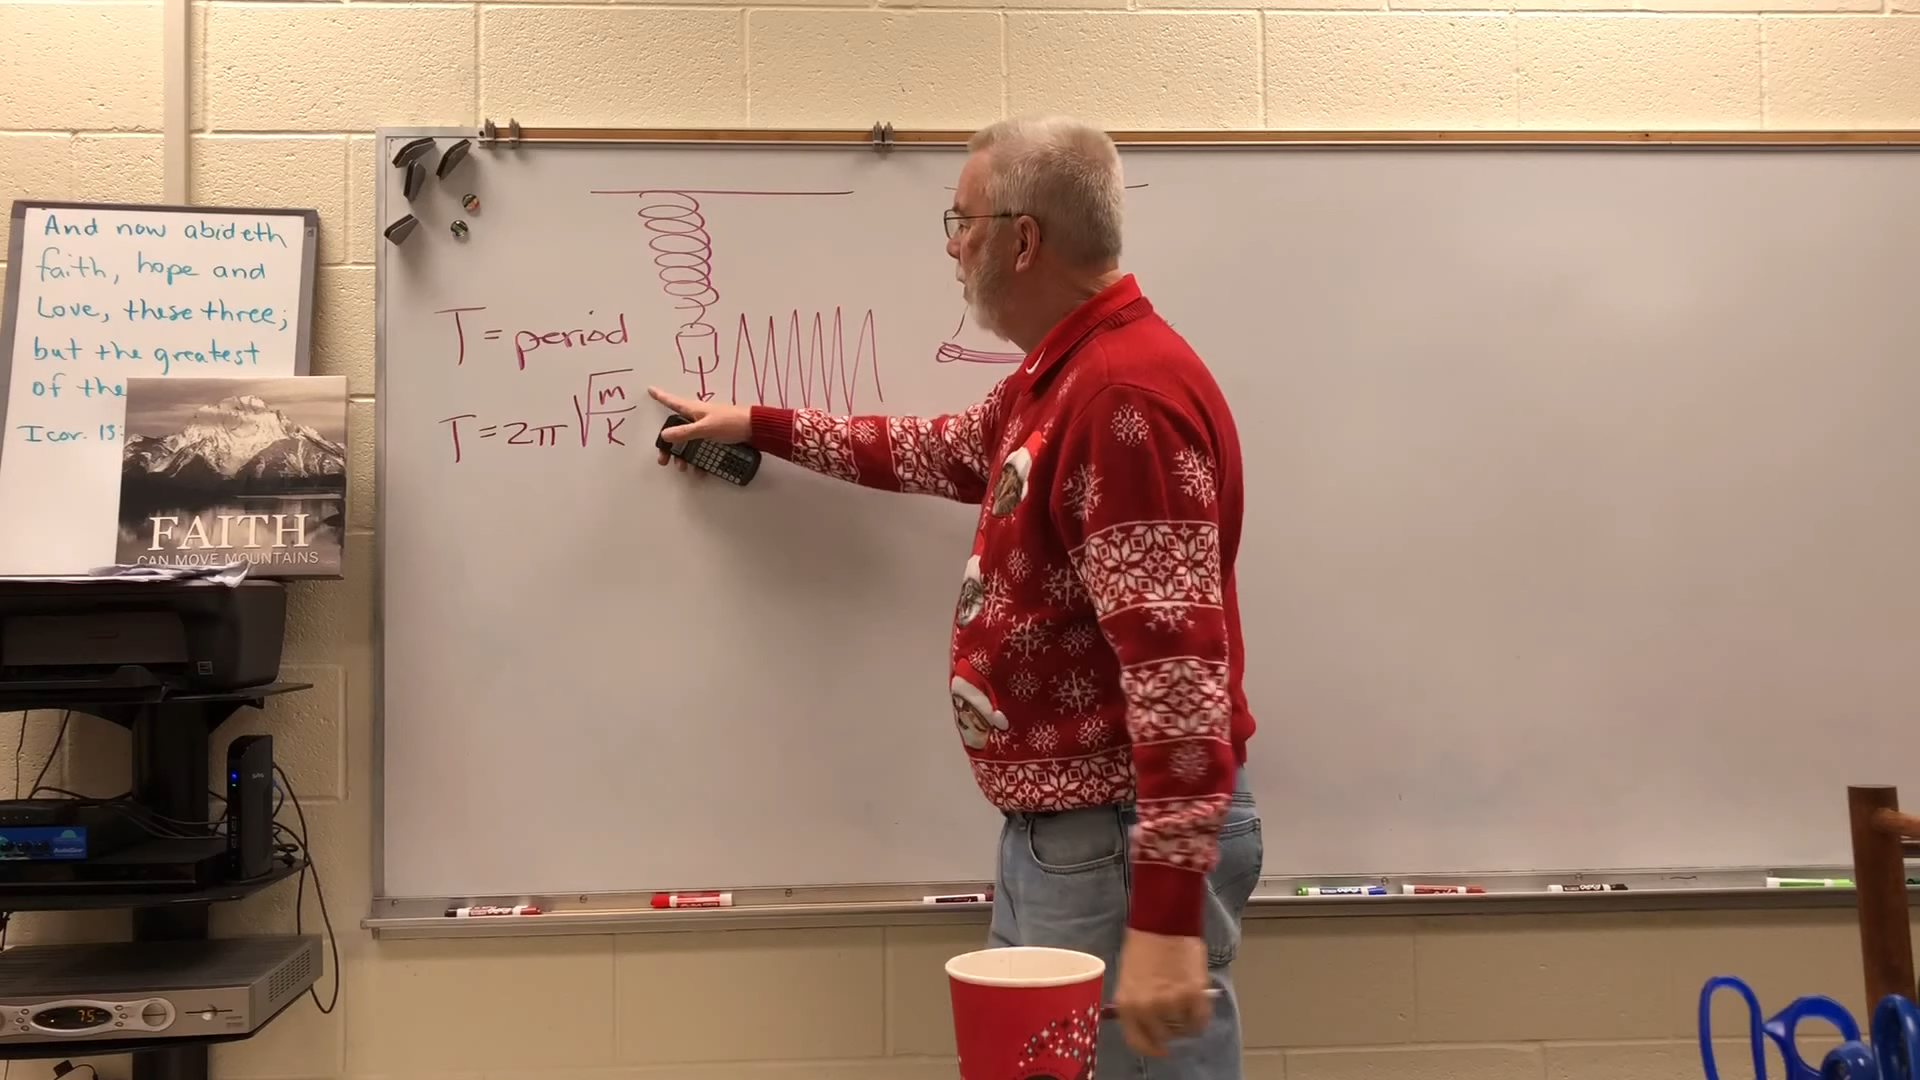 And now abideth
faith, hope and
Love, these three;
but the greatest
of the
I cor. 13:
FAITH
CAN MOVE MOUNTAINS
T = period
T = 2π √m/K
75